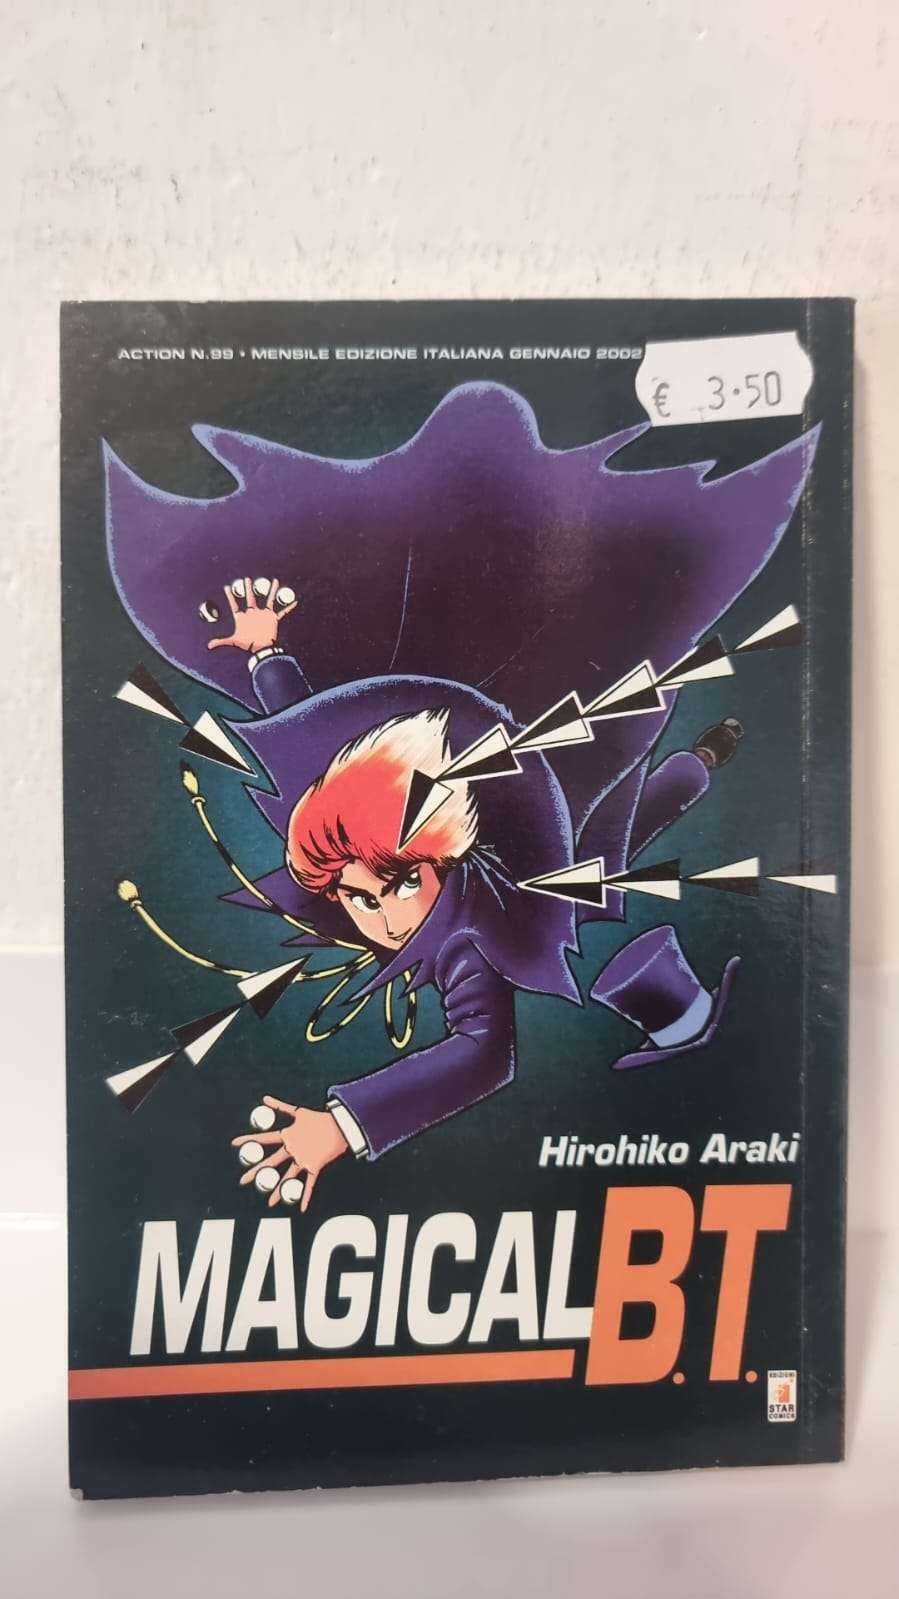 ACTION N.99 • MENSILE EDIZIONE ITALIANA GENNAIO 2002
€ 3.50
Hirohiko Araki
MAGICAL B.T.
EDIZIONI
STAR
COMICS